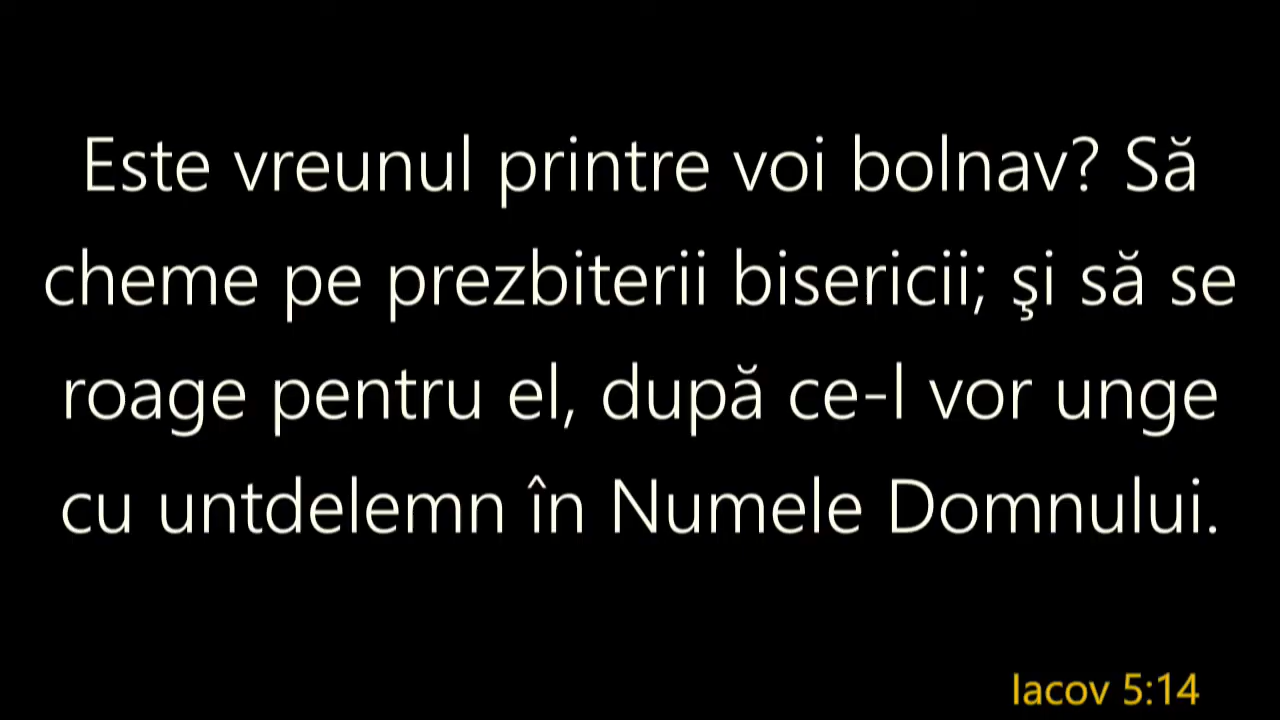 Este vreunul printre voi bolnav? Să
cheme pe prezbiterii bisericii; şi să se
roage pentru el, după ce-l vor unge
cu untdelemn în Numele Domnului.
Iacov 5:14